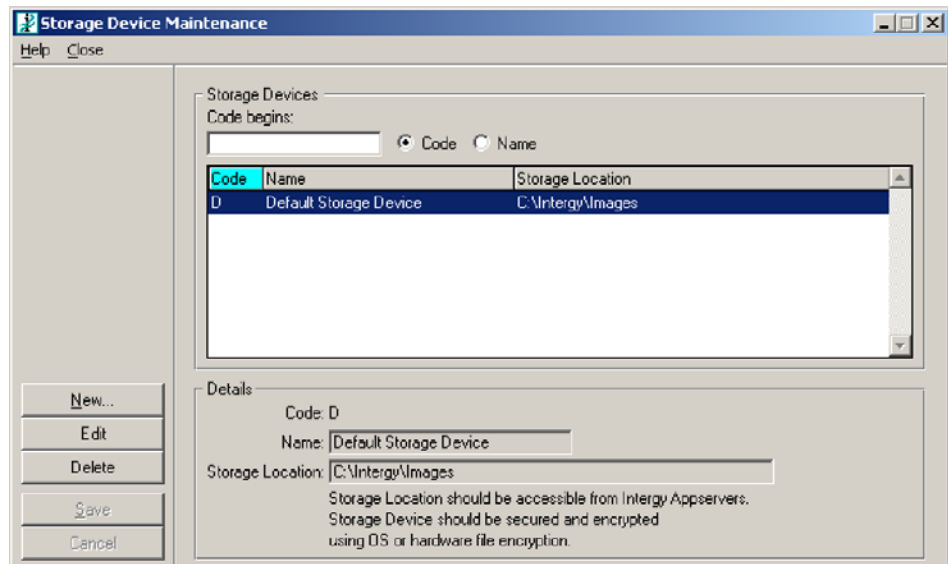 Storage Device Maintenance
Help Close
Storage Devices
Code begins:
Code Name
Code Name Storage Location
D Default Storage Device C:\Intergy\Images
New...
Edit
Delete
Save
Cancel
Details
Code: D
Name: Default Storage Device
Storage Location: C:\Intergy\Images
Storage Location should be accessible from Intergy Appservers.
Storage Device should be secured and encrypted
using OS or hardware file encryption.